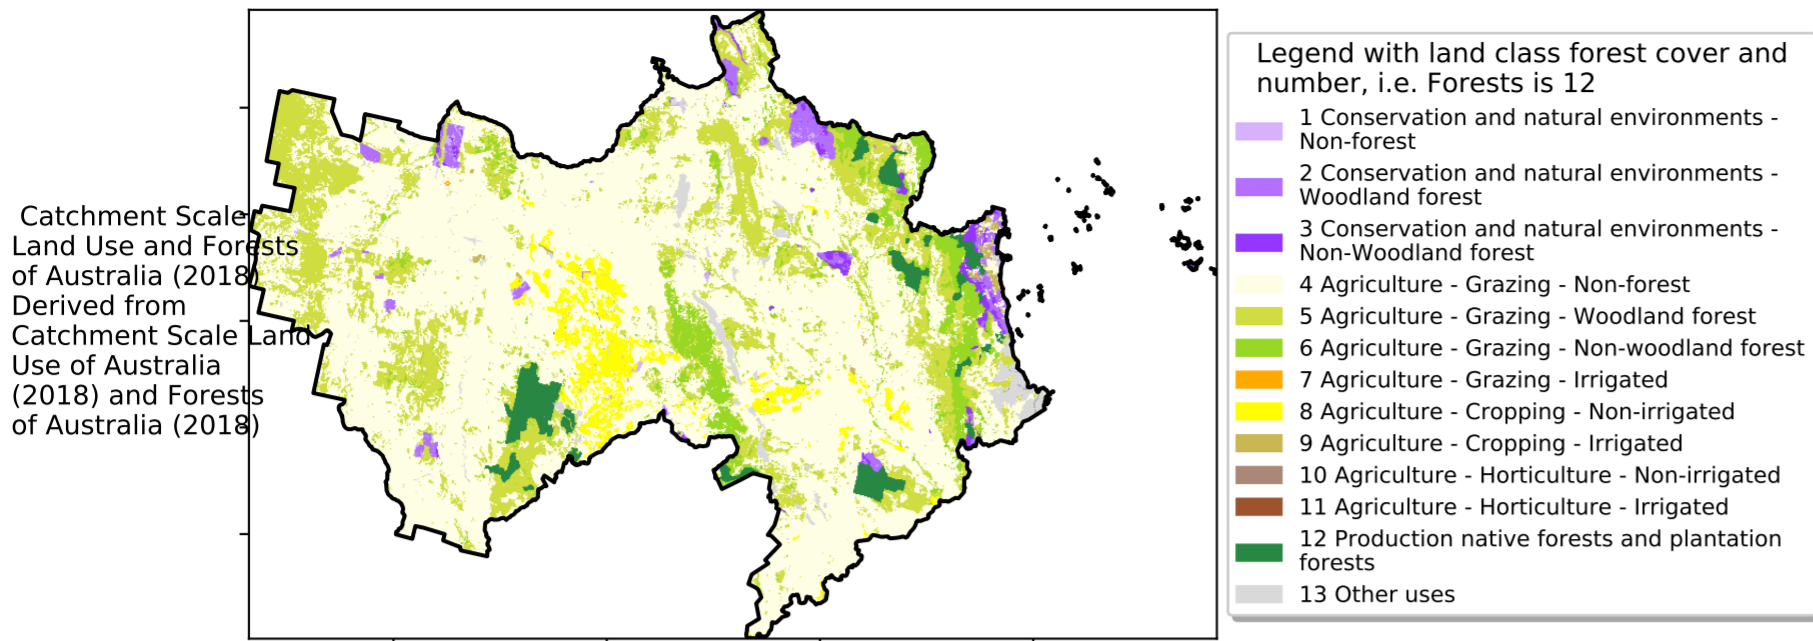 Catchment Scale
Land Use and Forests
of Australia (2018)
Derived from
Catchment Scale Land
Use of Australia
(2018) and Forests
of Australia (2018)
Legend with land class forest cover and
number, i.e. Forests is 12
1 Conservation and natural environments -
Non-forest
2 Conservation and natural environments -
Woodland forest
3 Conservation and natural environments -
Non-Woodland forest
4 Agriculture - Grazing - Non-forest
5 Agriculture - Grazing - Woodland forest
6 Agriculture - Grazing - Non-woodland forest
7 Agriculture - Grazing - Irrigated
8 Agriculture - Cropping - Non-irrigated
9 Agriculture - Cropping - Irrigated
10 Agriculture - Horticulture - Non-irrigated
11 Agriculture - Horticulture - Irrigated
12 Production native forests and plantation
forests
13 Other uses